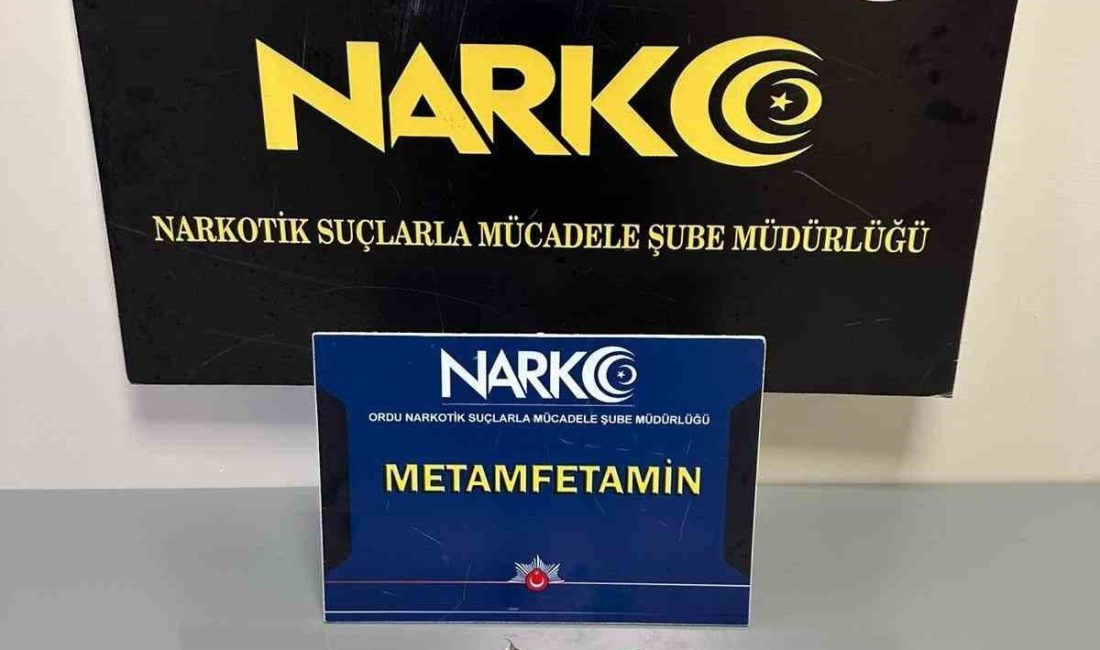 NARKO
NARKOTİK SUÇLARLA MÜCADELE ŞUBE MÜDÜRLÜĞÜ
NARKO
ORDU NARKOTİK SUÇLARLA MÜCADELE ŞUBE MÜDÜRLÜĞÜ
METAMFETAMİN